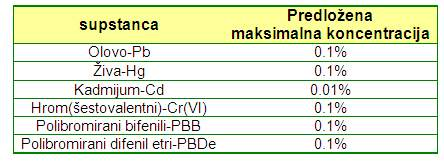 supstanca
Predložena
maksimalna koncentracija
Olovo-Pb 0.1%
Živa-Hg 0.1%
Kadmijum-Cd 0.01%
Hrom(šestovalentni)-Cr(VI) 0.1%
Polibromirani bifenili-PBB 0.1%
Polibromirani difenil etri-PBDe 0.1%